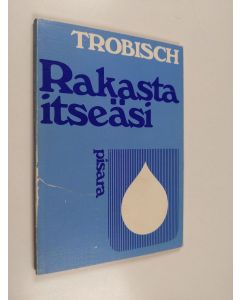 TROBISCH
Rakasta
itseäsi
pisara